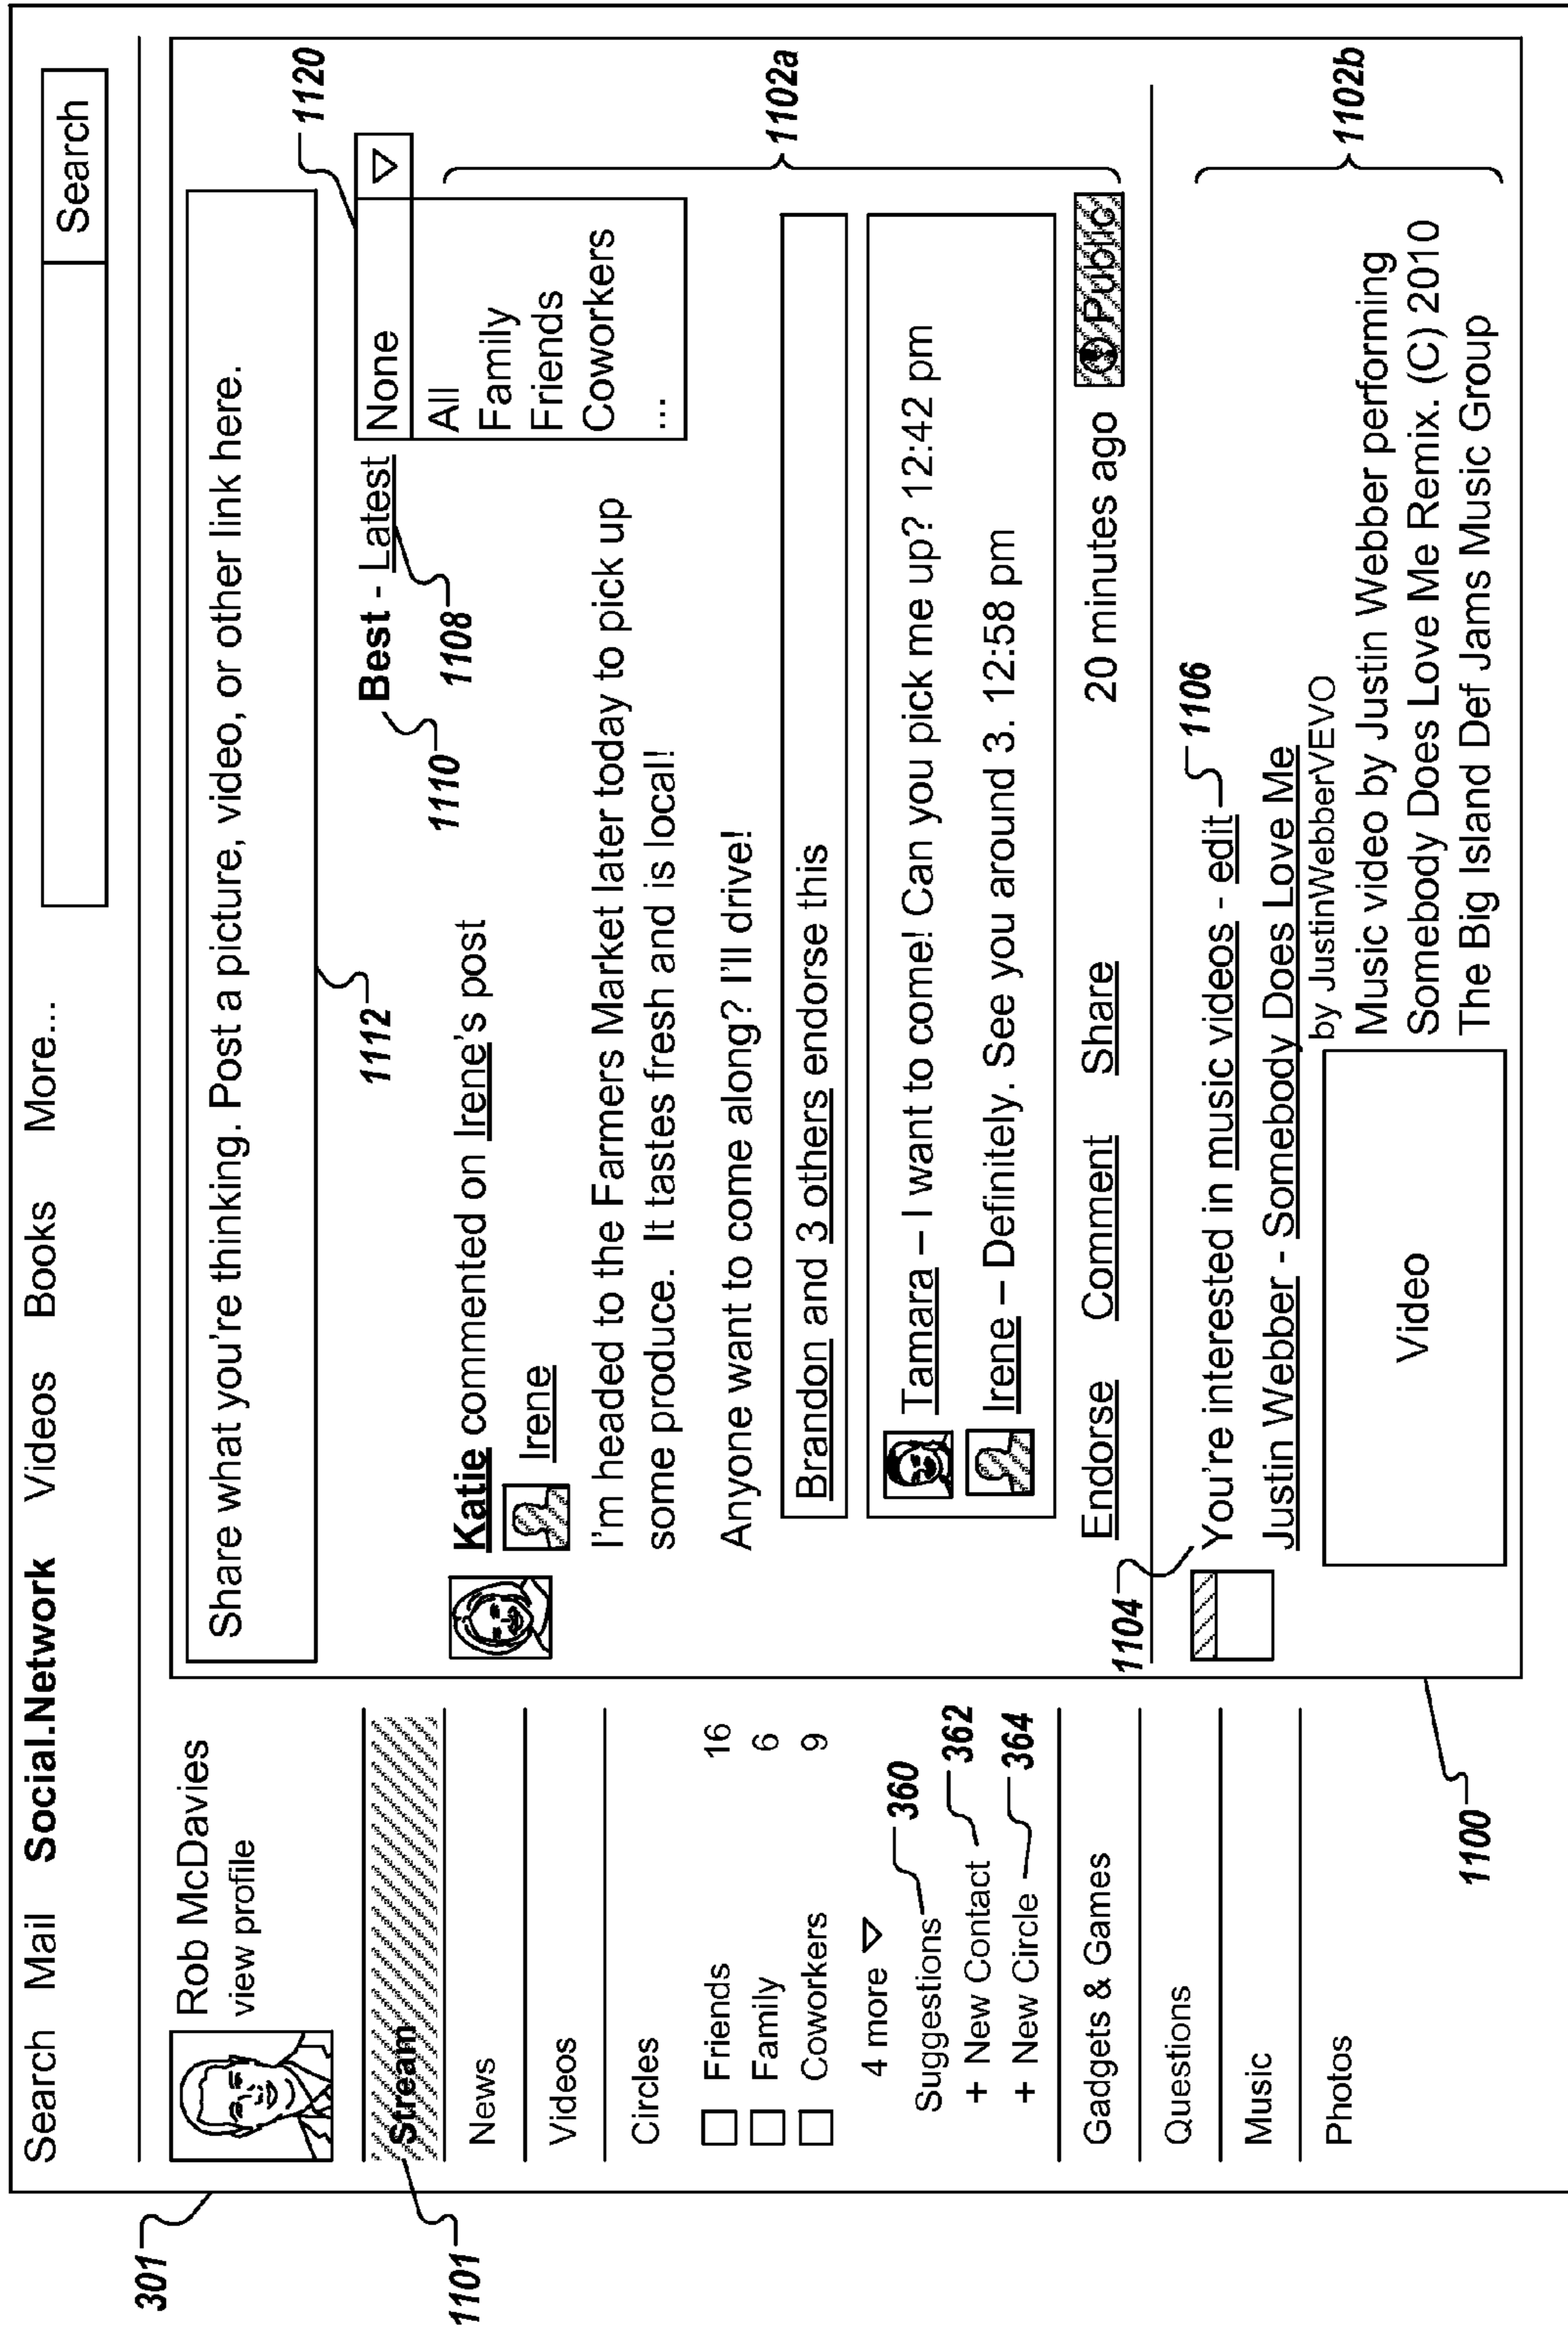 Search Mail Social.Network Videos Books More... Search
301
Rob McDavies
view profile
1101
Stream
News
Videos
Circles
Friends 16
Family 6
Coworkers 9
4 more
Suggestions 360
+ New Contact 362
+ New Circle 364
Gadgets & Games
Questions
Music
Photos
1100
Share what you're thinking. Post a picture, video, or other link here.
1112
1120
Best - Latest
None
1110
1108
All
Family
Friends
Coworkers
...
1102a
Katie commented on Irene's post
Irene
I'm headed to the Farmers Market later today to pick up
some produce. It tastes fresh and is local!
Anyone want to come along? I'll drive!
Brandon and 3 others endorse this
Tamara – I want to come! Can you pick me up? 12:42 pm
Irene – Definitely. See you around 3. 12:58 pm
Endorse Comment Share 20 minutes ago Public
1104
You're interested in music videos - edit 1106
1102b
Justin Webber - Somebody Does Love Me
by JustinWebberVEVO
Video
Music video by Justin Webber performing
Somebody Does Love Me Remix. (C) 2010
The Big Island Def Jams Music Group